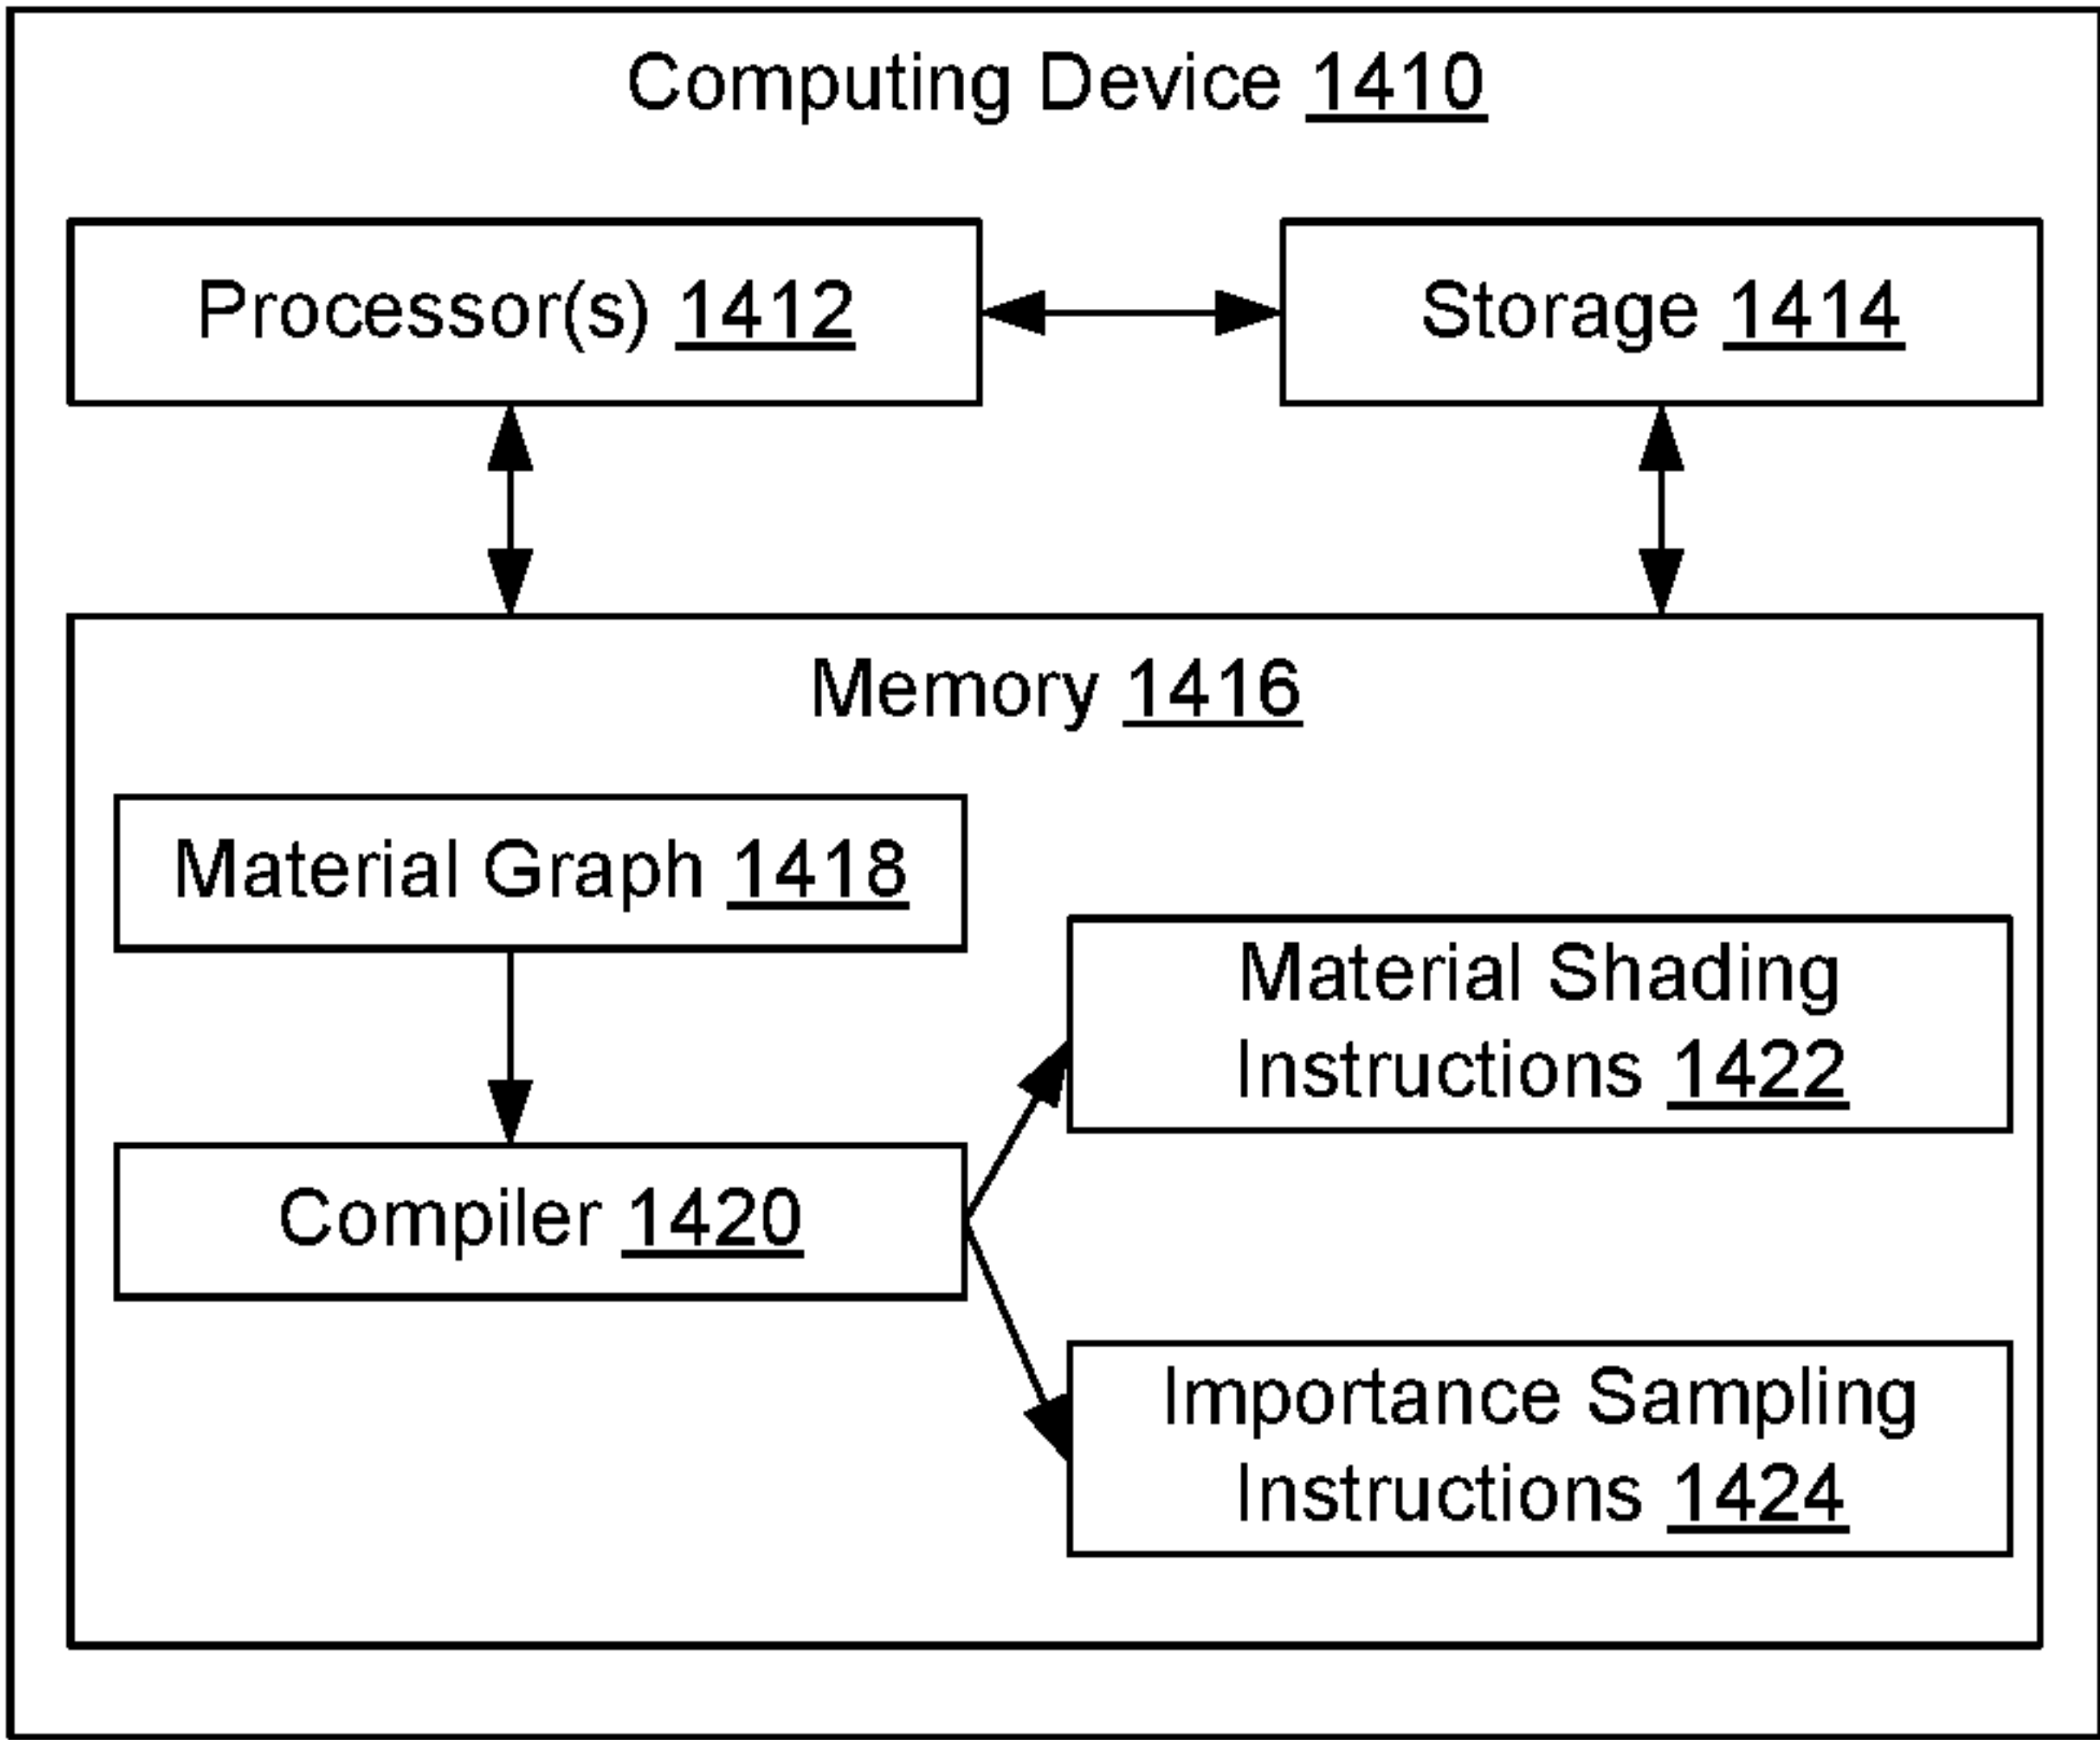 Computing Device 1410
Processor(s) 1412
Storage 1414
Memory 1416
Material Graph 1418
Material Shading
Instructions 1422
Compiler 1420
Importance Sampling
Instructions 1424